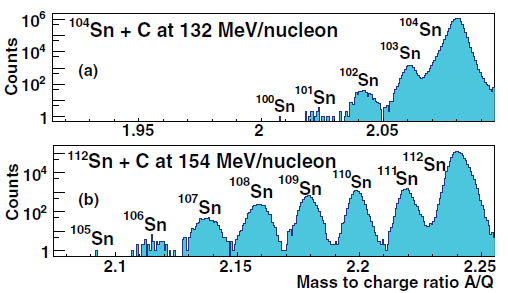 10⁶
10⁴
10²
1
Counts
¹⁰⁴Sn + C at 132 MeV/nucleon
(a)
¹⁰⁰Sn
¹⁰¹Sn
¹⁰²Sn
¹⁰³Sn
¹⁰⁴Sn
1.95
2
2.05
10⁴
10²
1
Counts
¹¹²Sn + C at 154 MeV/nucleon
(b)
¹⁰⁵Sn
¹⁰⁶Sn
¹⁰⁷Sn
¹⁰⁸Sn
¹⁰⁹Sn
¹¹⁰Sn
¹¹¹Sn
¹¹²Sn
2.1
2.15
2.2
2.25
Mass to charge ratio A/Q